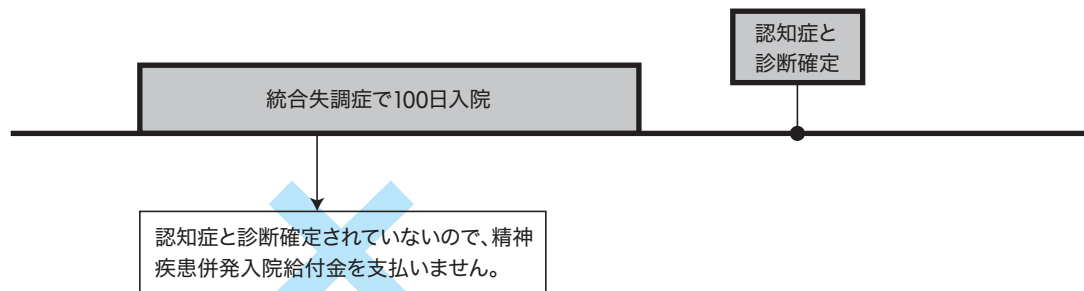 認知症と
診断確定
統合失調症で100日入院
認知症と診断確定されていないので、精神
疾患併発入院給付金を支払いません。